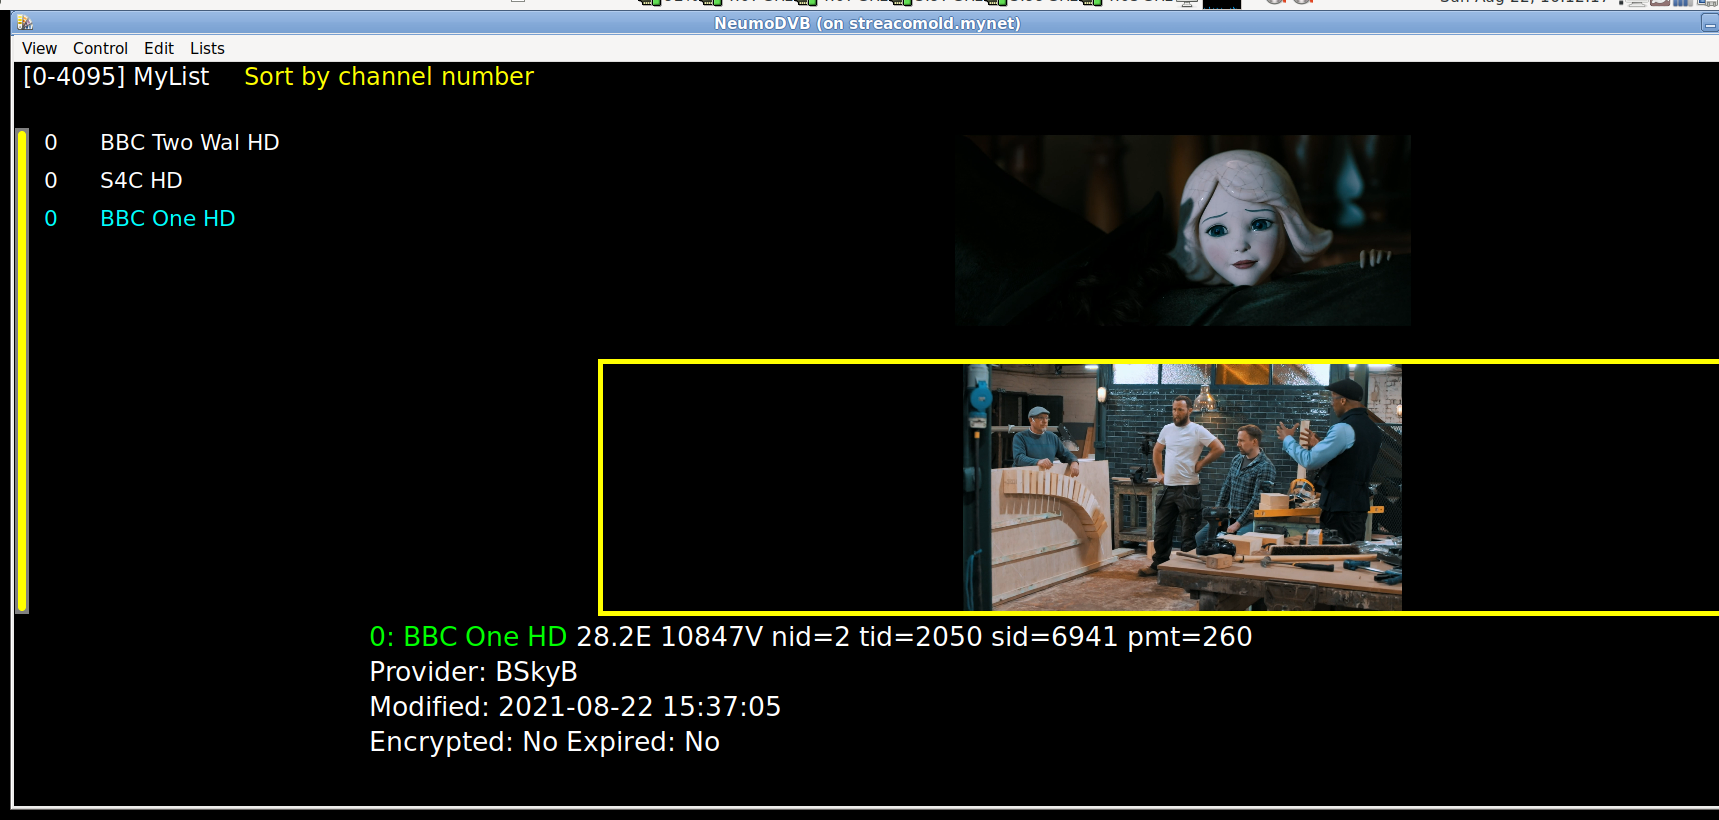 NeumoDVB (on streacomold.mynet)
View Control Edit Lists
[0-4095] MyList Sort by channel number
0 BBC Two Wal HD
0 S4C HD
0 BBC One HD
0: BBC One HD 28.2E 10847V nid=2 tid=2050 sid=6941 pmt=260
Provider: BSkyB
Modified: 2021-08-22 15:37:05
Encrypted: No Expired: No